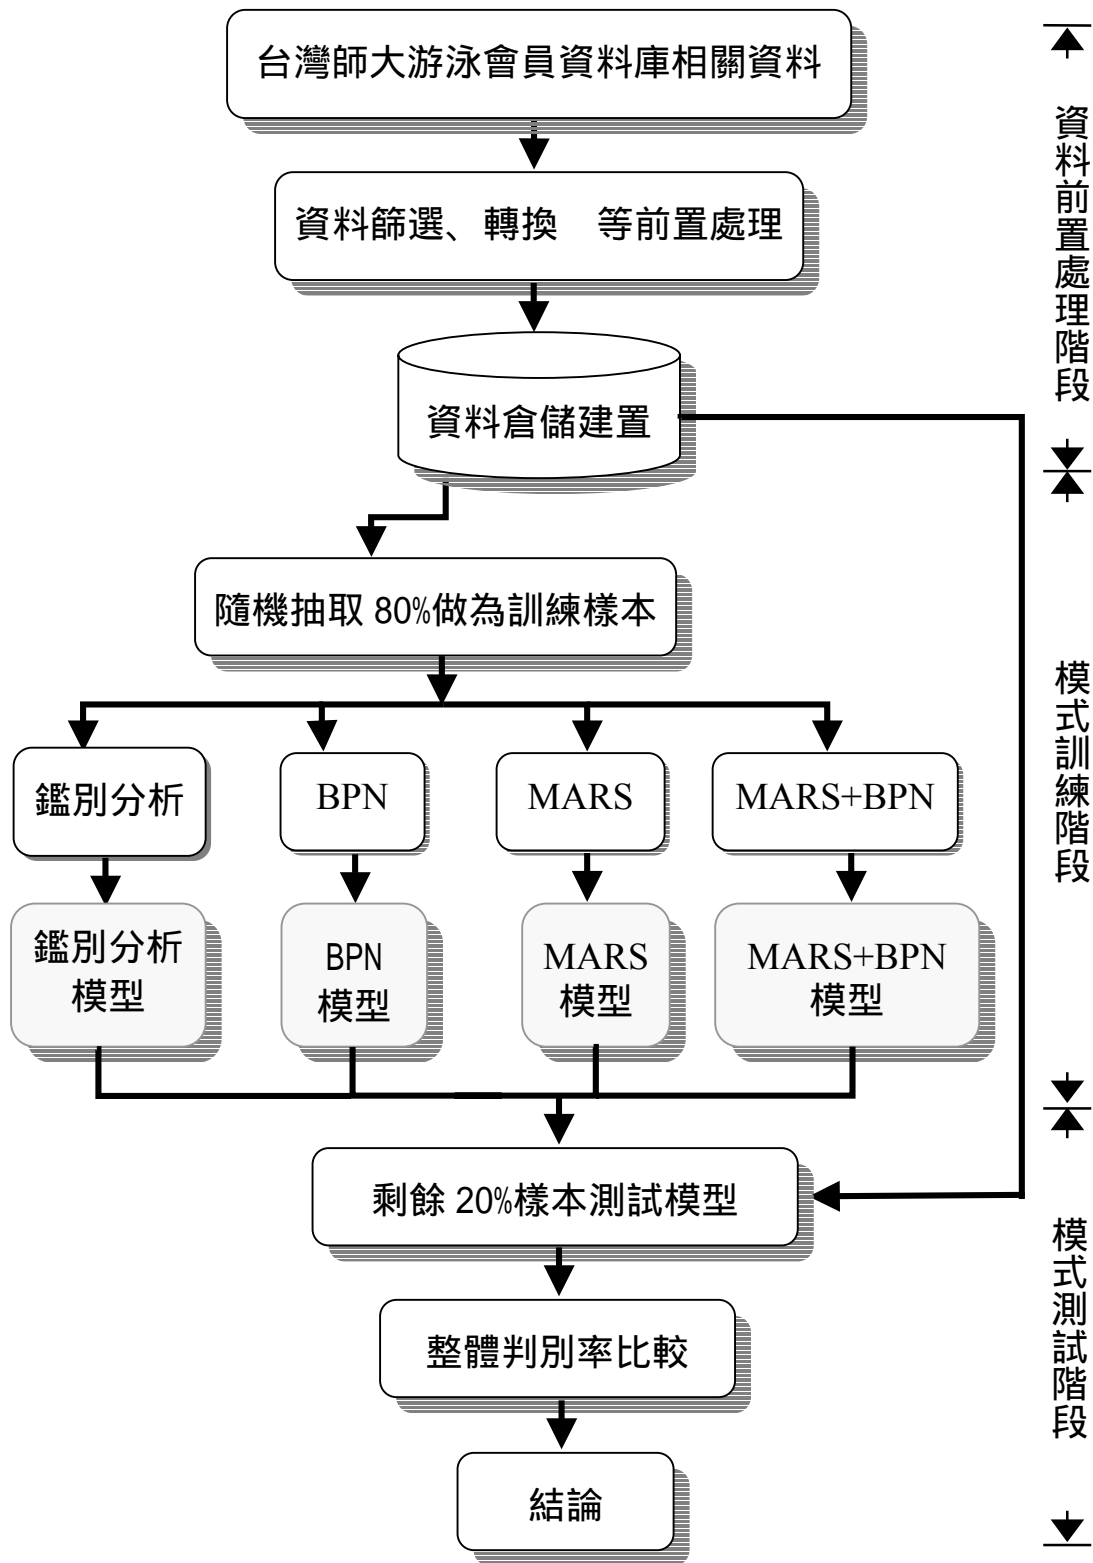 台灣師大游泳會員資料庫相關資料
資料篩選、轉換　等前置處理
資料倉儲建置
隨機抽取 80%做為訓練樣本
鑑別分析
BPN
MARS
MARS+BPN
鑑別分析
模型
BPN
模型
MARS
模型
MARS+BPN
模型
剩餘 20%樣本測試模型
整體判別率比較
結論
資料前置處理階段
模式訓練階段
模式測試階段